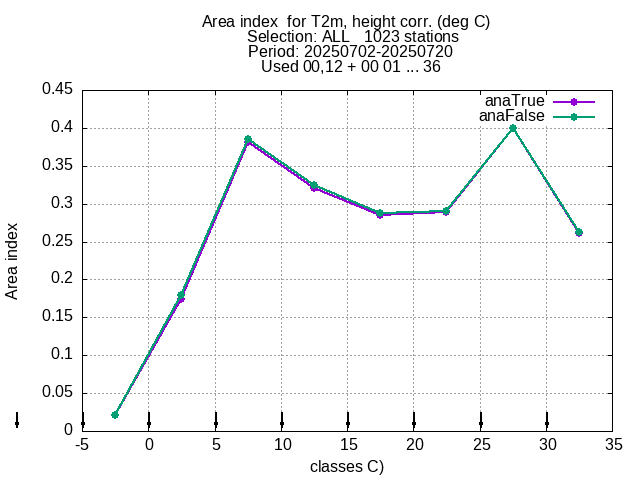 Area index  for T2m, height corr. (deg C)
Selection: ALL   1023 stations
Period: 20250702-20250720
Used 00,12 + 00 01 ... 36
anaTrue
anaFalse
0.45
0.4
0.35
0.3
0.25
0.2
0.15
0.1
0.05
0
Area index
-5 0 5 10 15 20 25 30 35
classes C)